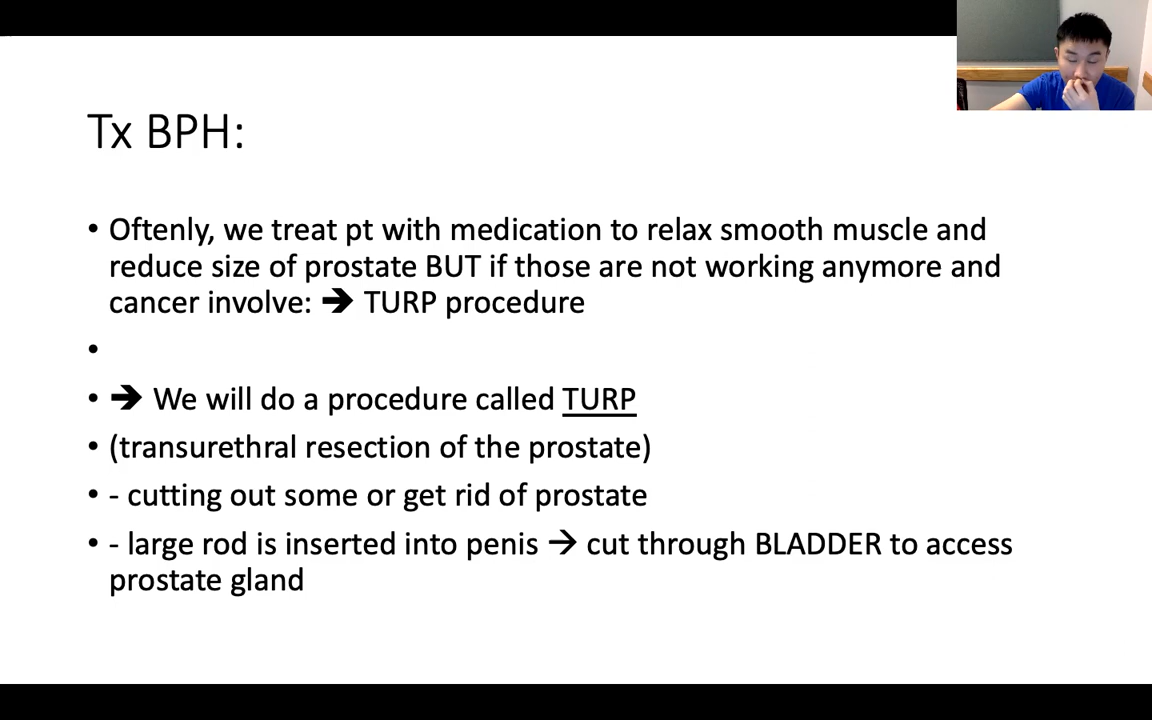 Tx BPH:
• Oftenly, we treat pt with medication to relax smooth muscle and
reduce size of prostate BUT if those are not working anymore and
cancer involve: ➔ TURP procedure
•
• ➔ We will do a procedure called TURP
• (transurethral resection of the prostate)
• - cutting out some or get rid of prostate
• - large rod is inserted into penis → cut through BLADDER to access
prostate gland